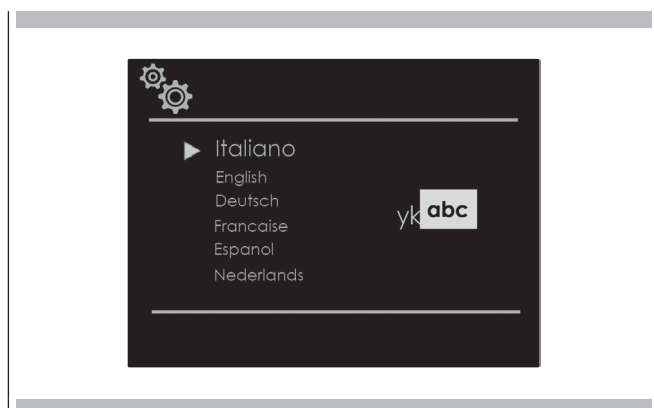 Italiano
English
Deutsch
Francaise
Espanol
Nederlands
yk abc